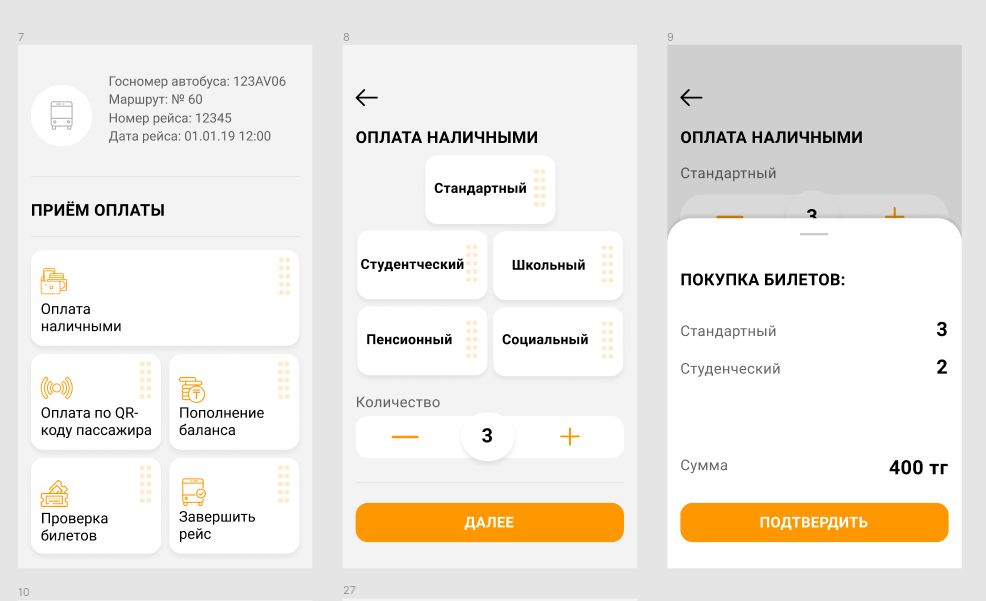 7
Госномер автобуса: 123AV06
Маршрут: № 60
Номер рейса: 12345
Дата рейса: 01.01.19 12:00
ПРИЁМ ОПЛАТЫ
Оплата
наличными
Оплата по QR-
коду пассажира
Пополнение
баланса
Проверка
билетов
Завершить
рейс
8
ОПЛАТА НАЛИЧНЫМИ
Стандартный
Студентческий
Школьный
Пенсионный
Социальный
Количество
3
ДАЛЕЕ
9
ОПЛАТА НАЛИЧНЫМИ
Стандартный
3
ПОКУПКА БИЛЕТОВ:
Стандартный 3
Студенческий 2
Сумма 400 тг
ПОДТВЕРДИТЬ
10
27